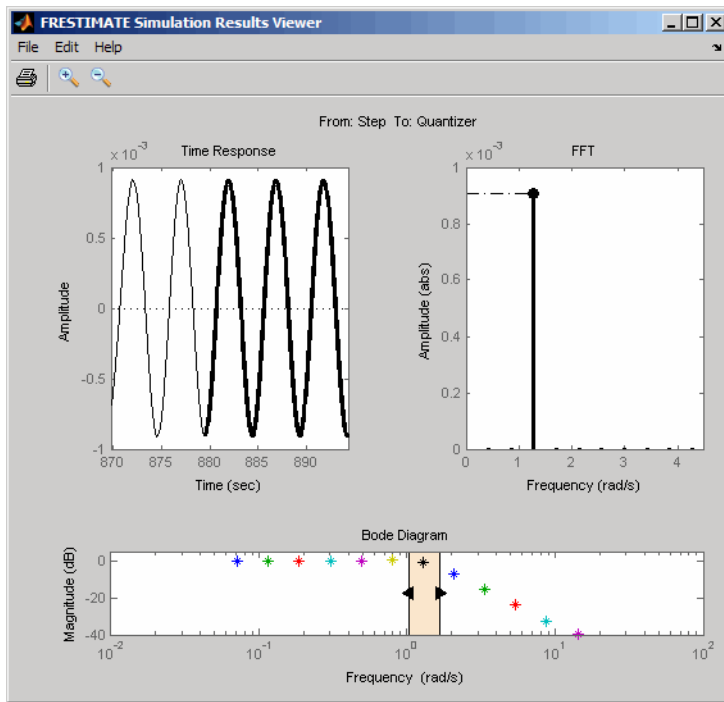 FRESTIMATE Simulation Results Viewer
File Edit Help
From: Step To: Quantizer
Time Response
x 10^-3
1
0.5
0
-0.5
-1
Amplitude
870 875 880 885 890
Time (sec)
FFT
x 10^-3
1
0.8
0.6
0.4
0.2
0
Amplitude (abs)
0 1 2 3 4
Frequency (rad/s)
Bode Diagram
0
-20
-40
Magnitude (dB)
10^-2 10^-1 10^0 10^1 10^2
Frequency (rad/s)